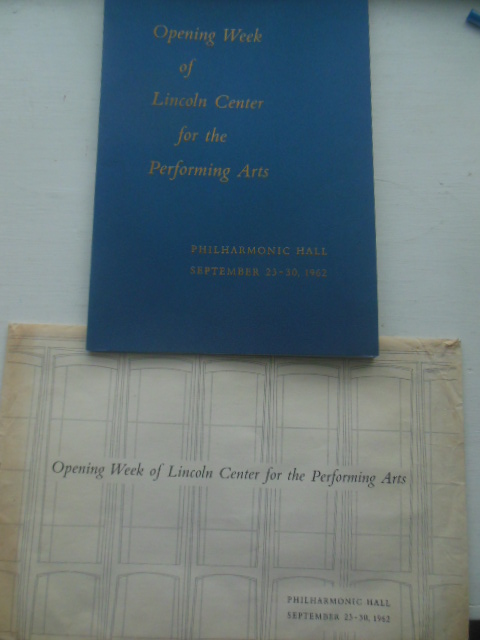 Opening Week
of
Lincoln Center
for the
Performing Arts
PHILHARMONIC HALL
SEPTEMBER 23-30, 1962
Opening Week of Lincoln Center for the Performing Arts
PHILHARMONIC HALL
SEPTEMBER 23-30, 1962